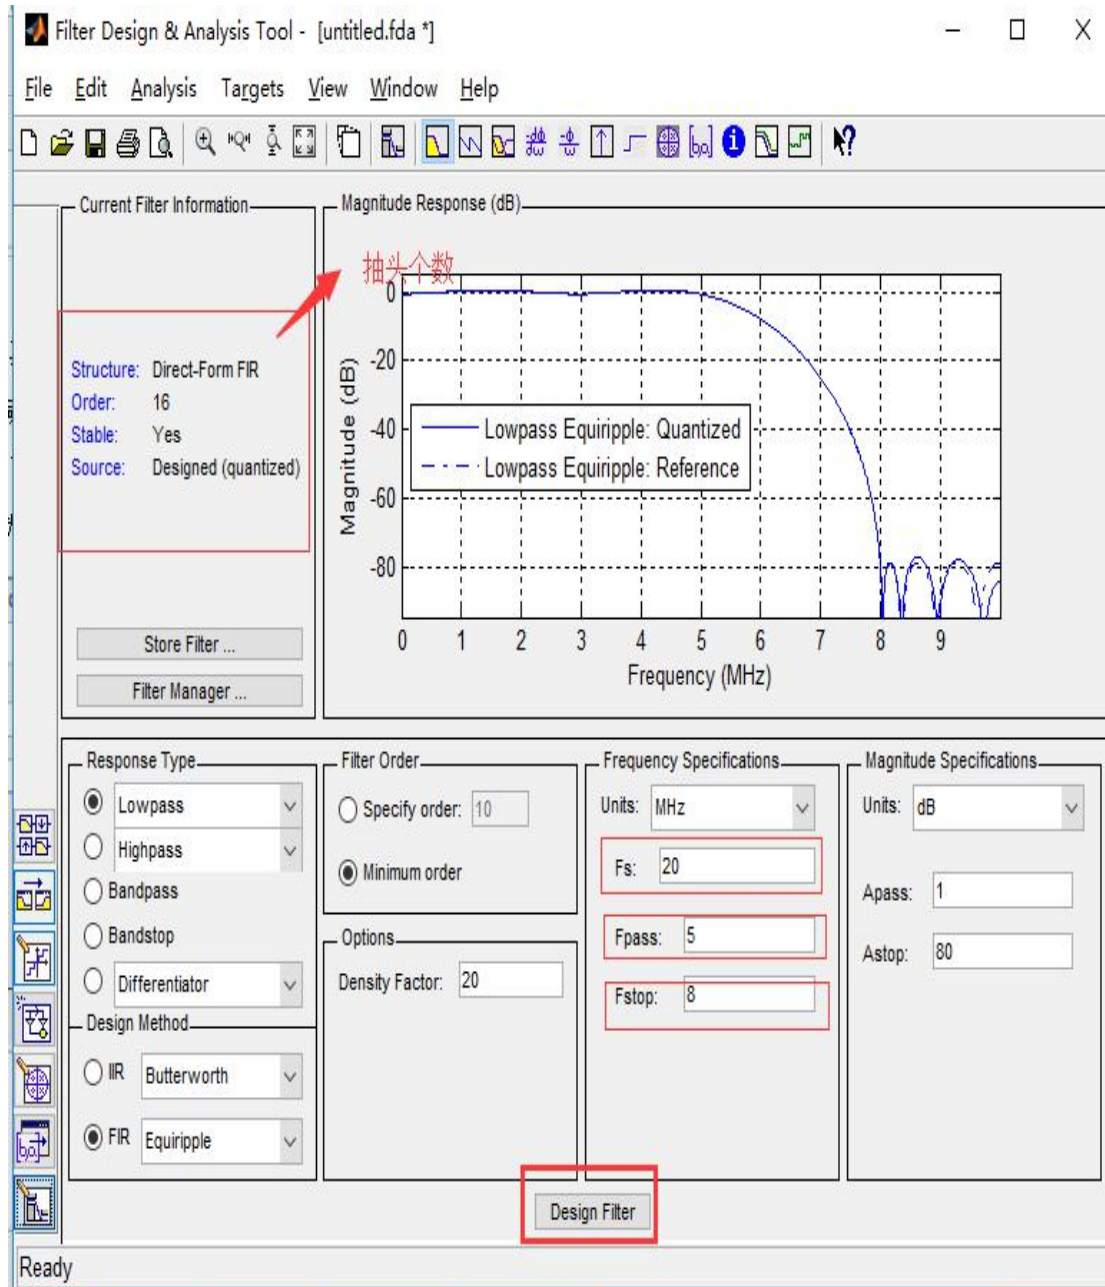 Filter Design & Analysis Tool - [untitled.fda *]
File Edit Analysis Targets View Window Help
Current Filter Information
Structure: Direct-Form FIR
Order: 16
Stable: Yes
Source: Designed (quantized)
Store Filter ...
Filter Manager ...
Magnitude Response (dB)
抽头个数
Magnitude (dB)
0
-20
-40
-60
-80
Lowpass Equiripple: Quantized
Lowpass Equiripple: Reference
0 1 2 3 4 5 6 7 8 9
Frequency (MHz)
Response Type
Lowpass
Highpass
Bandpass
Bandstop
Differentiator
Design Method
IIR Butterworth
FIR Equiripple
Filter Order
Specify order: 10
Minimum order
Options
Density Factor: 20
Frequency Specifications
Units: MHz
Fs: 20
Fpass: 5
Fstop: 8
Magnitude Specifications
Units: dB
Apass: 1
Astop: 80
Design Filter
Ready